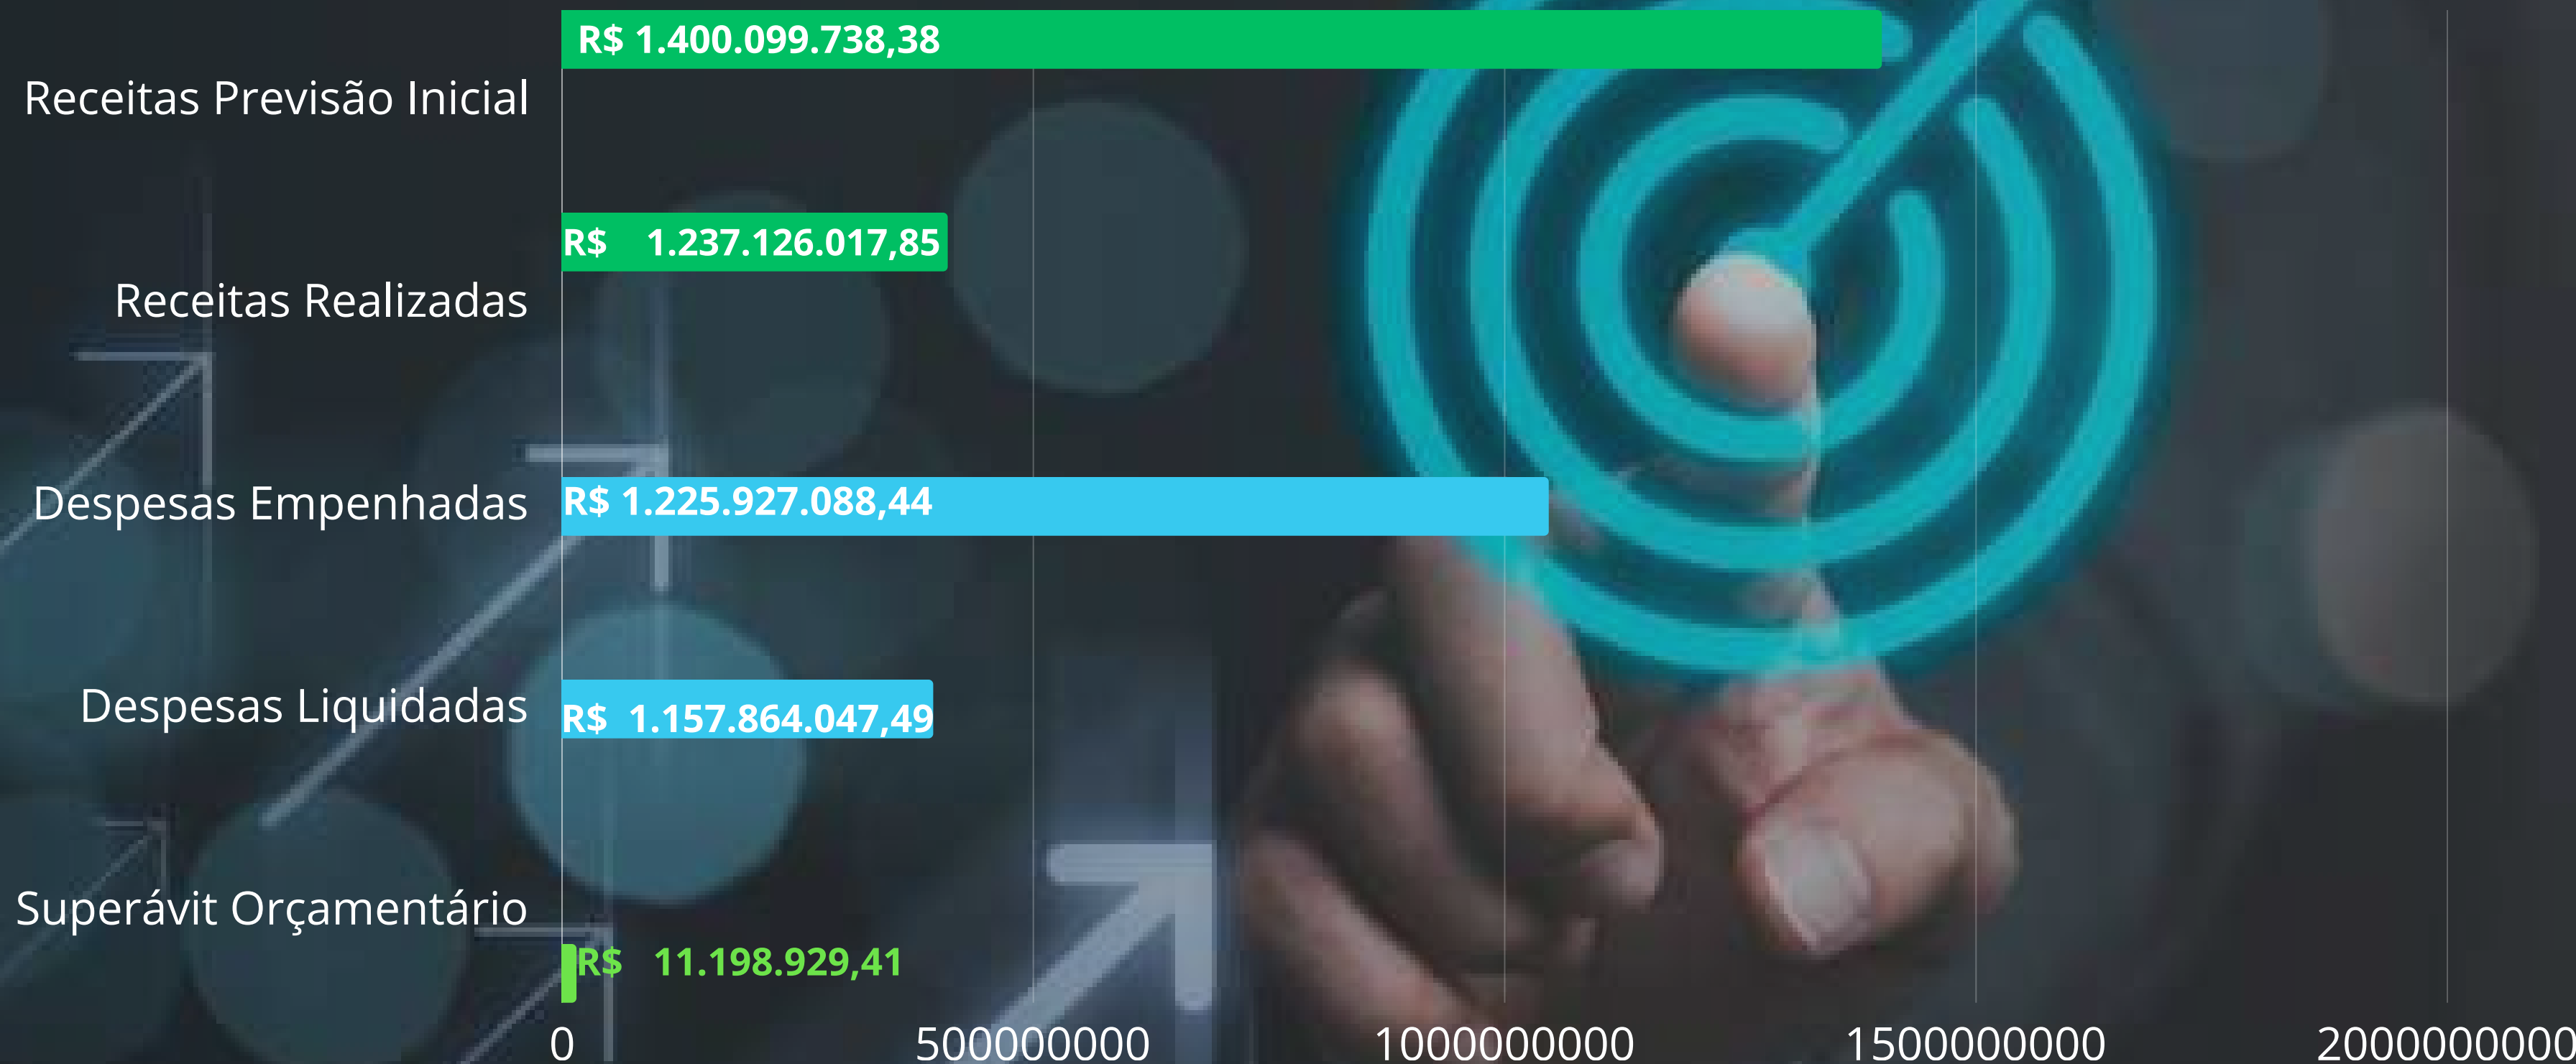 R$ 1.400.099.738,38
Receitas Previsão Inicial
R$ 1.237.126.017,85
Receitas Realizadas
Despesas Empenhadas R$ 1.225.927.088,44
Despesas Liquidadas R$ 1.157.864.047,49
Superávit Orçamentário
R$ 11.198.929,41
0 500000000 1000000000 1500000000 2000000000